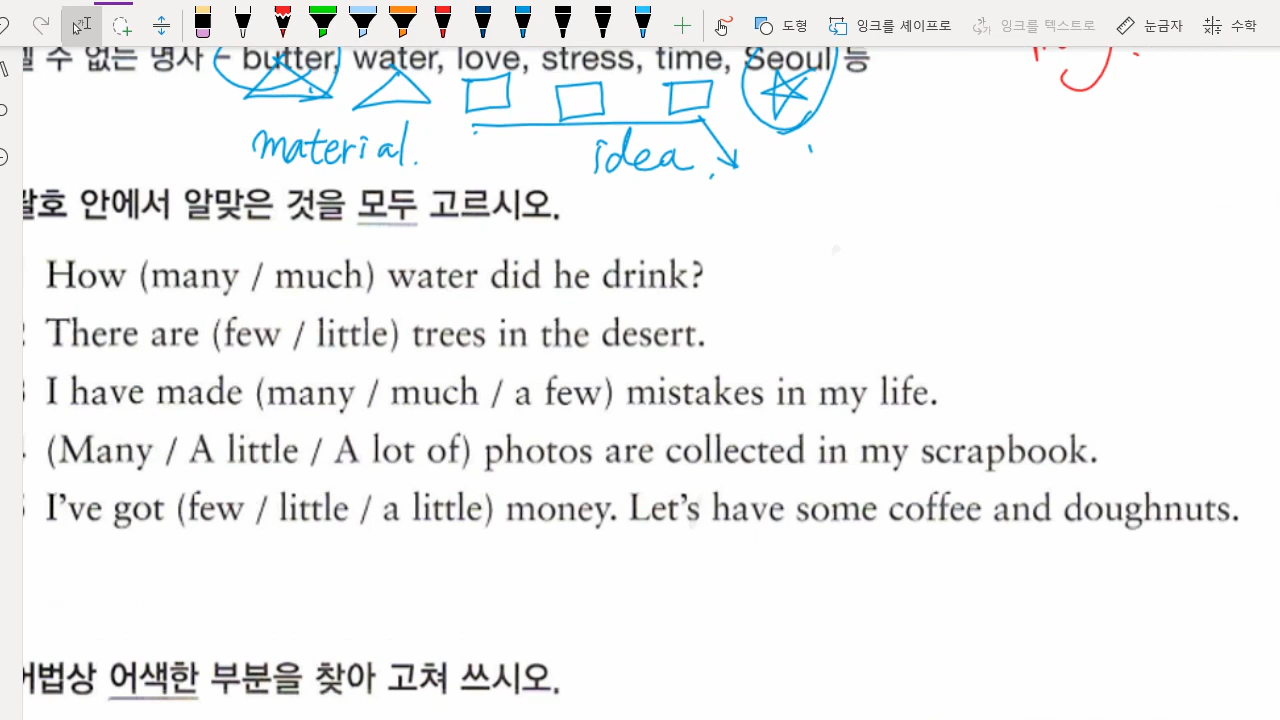 도형 잉크를 셰이프로 잉크를 텍스트로 눈금자 수학
수 없는 명사 - butter, water, love, stress, time, Seoul 등
material. idea
안에서 알맞은 것을 모두 고르시오.
How (many / much) water did he drink?
There are (few / little) trees in the desert.
I have made (many / much / a few) mistakes in my life.
(Many / A little / A lot of) photos are collected in my scrapbook.
I've got (few / little / a little) money. Let's have some coffee and doughnuts.
어색한 부분을 찾아 고쳐 쓰시오.